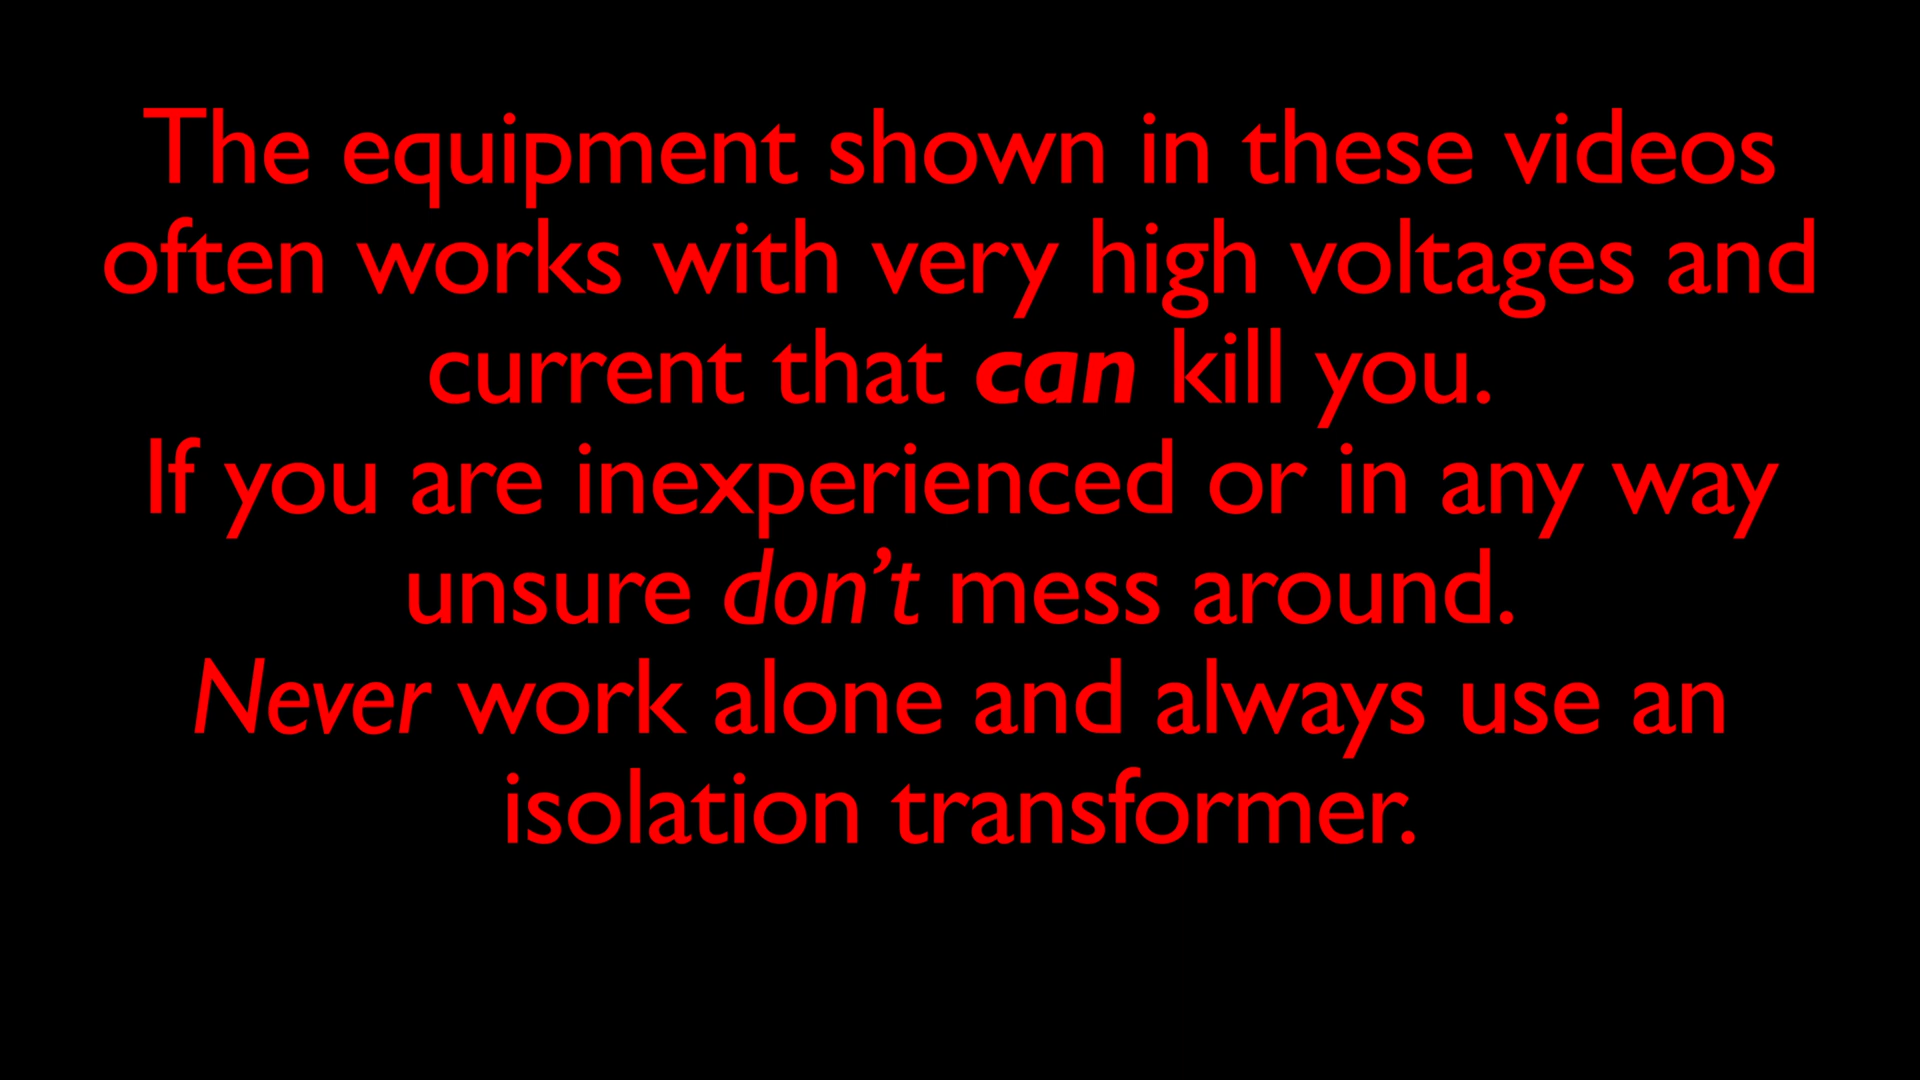 The equipment shown in these videos
often works with very high voltages and
current that can kill you.
If you are inexperienced or in any way
unsure don’t mess around.
Never work alone and always use an
isolation transformer.